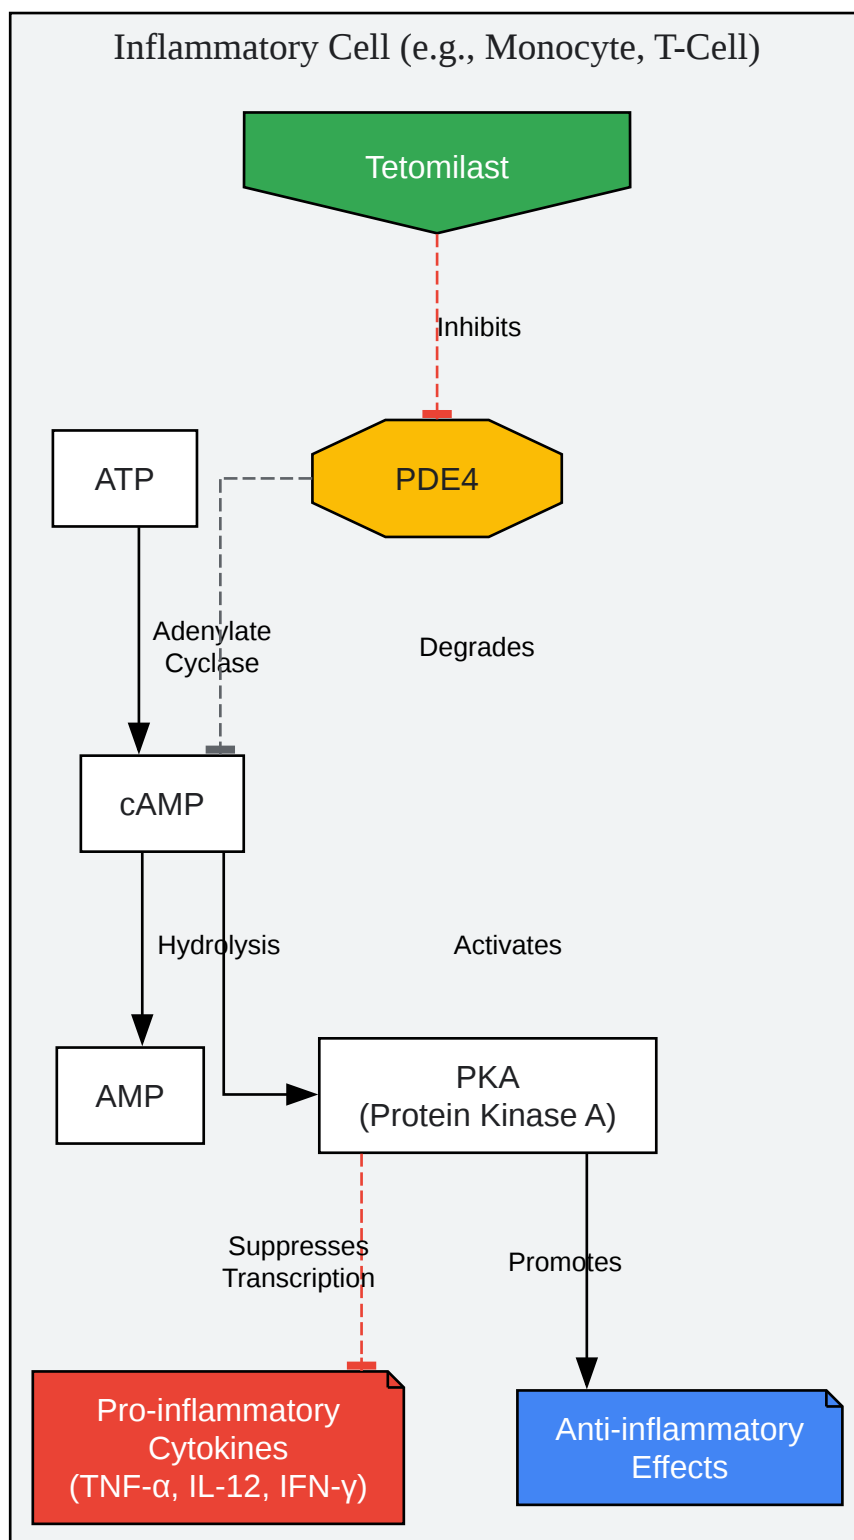 Inflammatory Cell (e.g., Monocyte, T-Cell)
Tetomilast
Inhibits
ATP
PDE4
Adenylate
Cyclase
Degrades
cAMP
Hydrolysis
Activates
AMP
PKA
(Protein Kinase A)
Suppresses
Transcription
Promotes
Pro-inflammatory
Cytokines
(TNF-α, IL-12, IFN-γ)
Anti-inflammatory
Effects